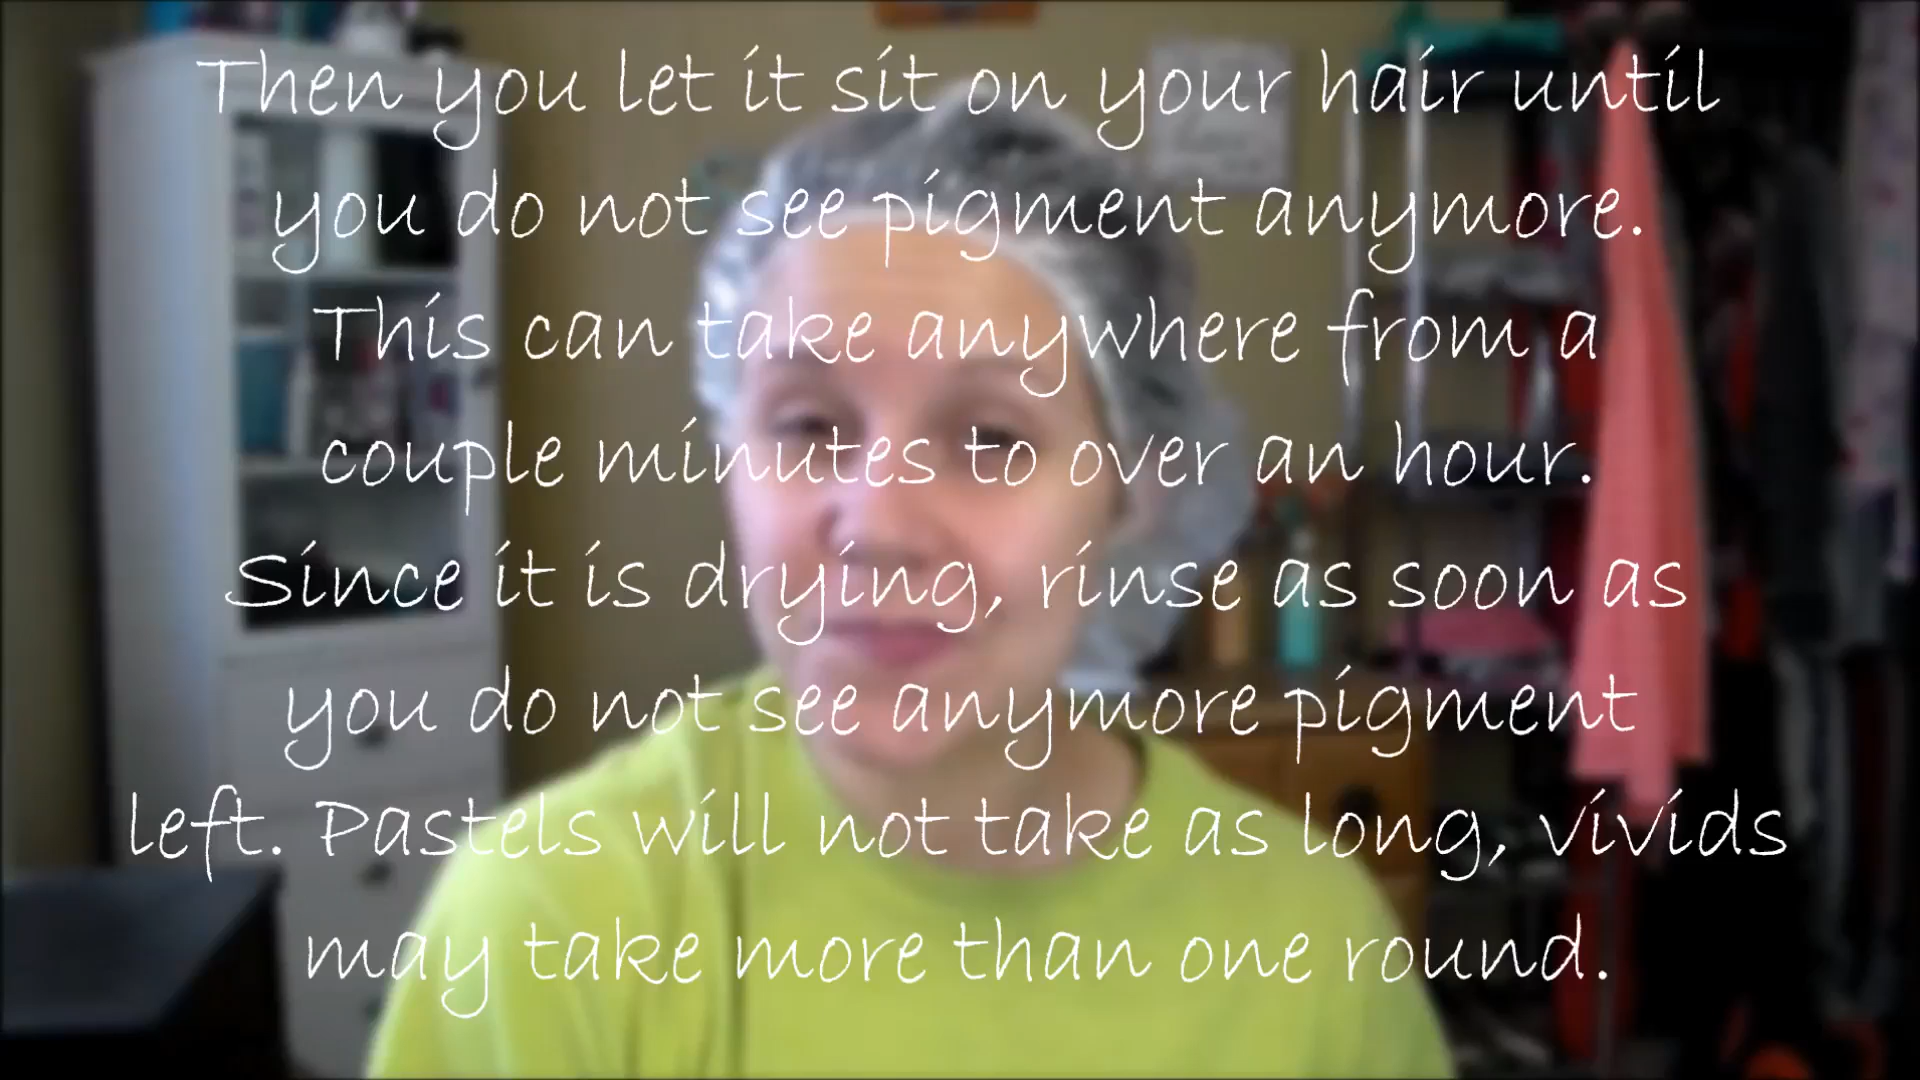 Then you let it sit on your hair until
you do not see pigment anymore.
This can take anywhere from a
couple minutes to over an hour.
Since it is drying, rinse as soon as
you do not see anymore pigment
left. Pastels will not take as long, vivids
may take more than one round.